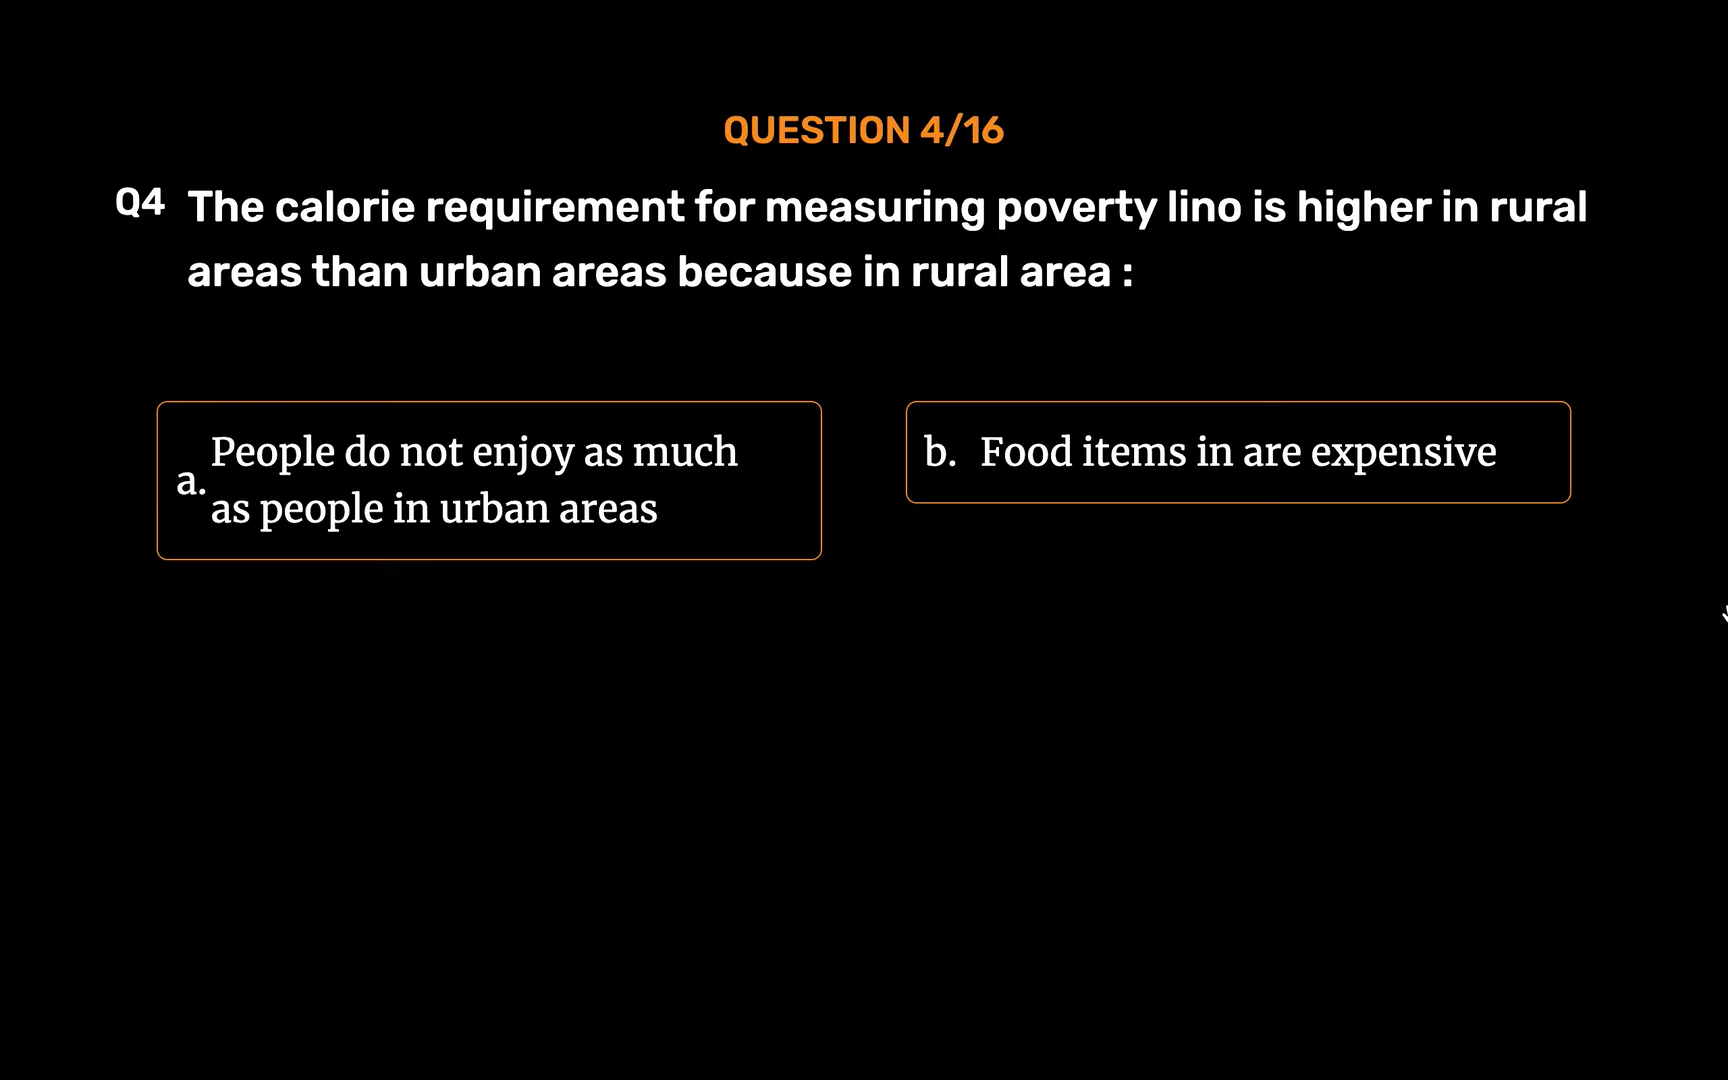 QUESTION 4/16
Q4 The calorie requirement for measuring poverty lino is higher in rural
areas than urban areas because in rural area :
a. People do not enjoy as much
as people in urban areas
b. Food items in are expensive